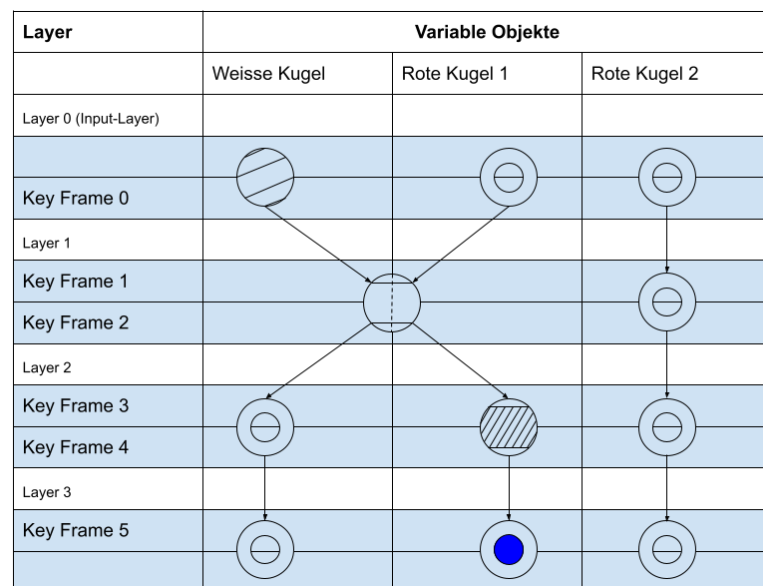 Layer
Variable Objekte
Weisse Kugel
Rote Kugel 1
Rote Kugel 2
Layer 0 (Input-Layer)
Key Frame 0
Layer 1
Key Frame 1
Key Frame 2
Layer 2
Key Frame 3
Key Frame 4
Layer 3
Key Frame 5